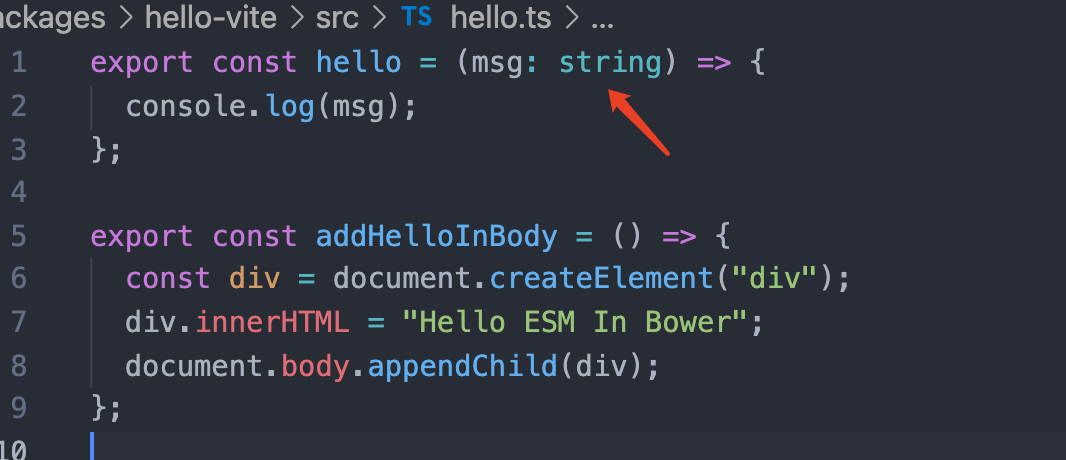 ackages > hello-vite > src > TS hello.ts > ...
1 export const hello = (msg: string) => {
2   console.log(msg);
3 };
4
5 export const addHelloInBody = () => {
6   const div = document.createElement("div");
7   div.innerHTML = "Hello ESM In Bower";
8   document.body.appendChild(div);
9 };
10